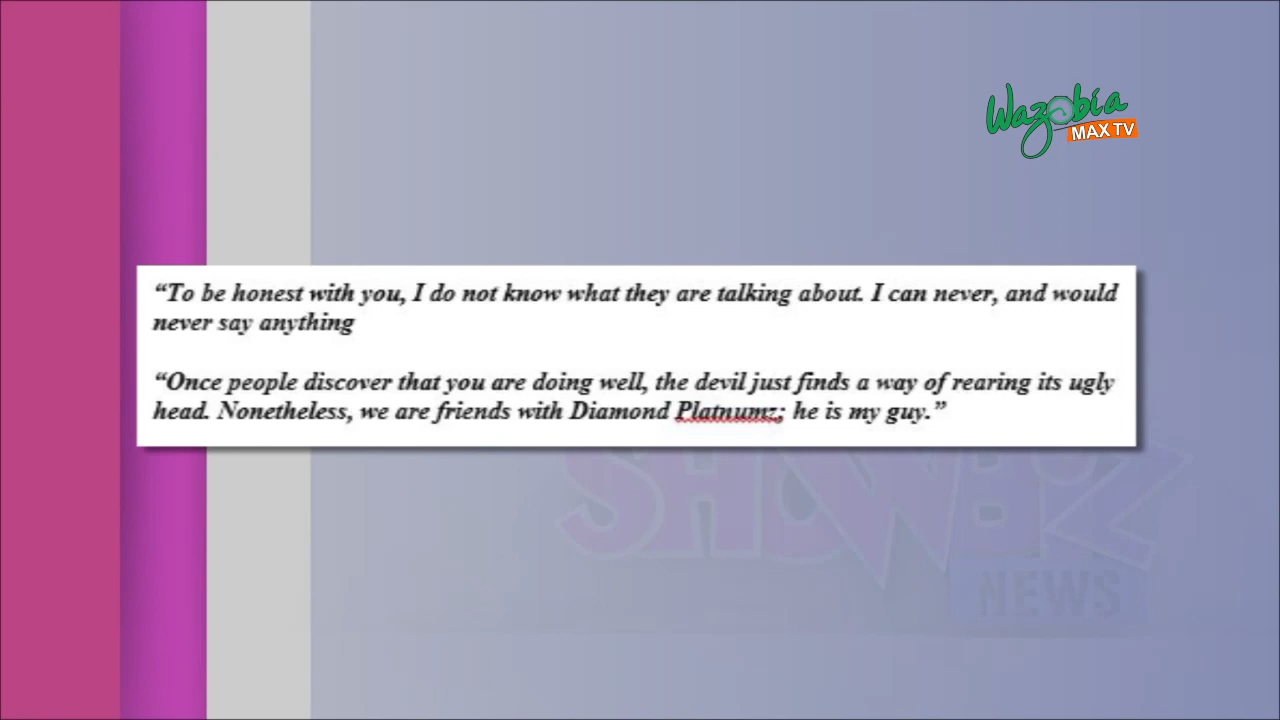 Wazobia
MAX TV
“To be honest with you, I do not know what they are talking about. I can never, and would
never say anything
“Once people discover that you are doing well, the devil just finds a way of rearing its ugly
head. Nonetheless, we are friends with Diamond Platnumz; he is my guy.”
SHOWBIZ
NEWS